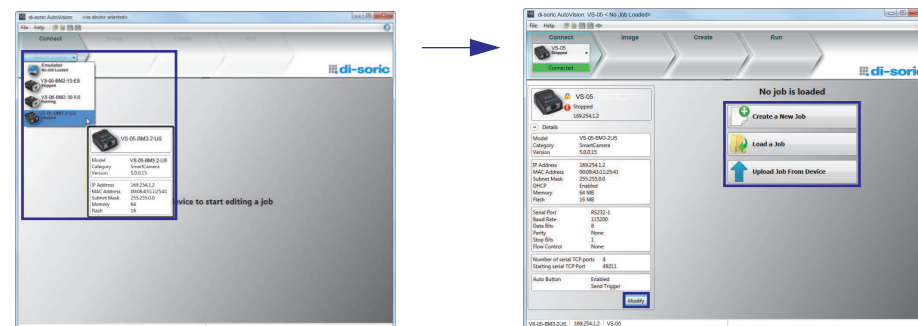 di-soric AutoVision: <no device selected>
File Help
Connect Image Create Run
di-soric
Emulator
No Job Loaded
VS-06-BM2-15-ES
Stopped
VS-06-BM2-30-ES
Running
VS-05-BM3-2-US
VS-05-BM3-2-US
Model VS-05-BM3-2-US
Category SmartCamera
Version 5.0.0.15
IP Address 169.254.1.2
MAC Address 00:0B:43:11:25:41
Subnet Mask 255.255.0.0
Memory 64
Flash 16
vice to start editing a job
di-soric AutoVision: VS-05 < No Job Loaded>
File Help
Connect Image Create Run
VS-05
Stopped
Connected
di-soric
VS-05
Stopped
169.254.1.2
Details
Model VS-05-BM3-2US
Category SmartCamera
Version 5.0.0.15
IP Address 169.254.1.2
MAC Address 00:0B:43:11:25:41
Subnet Mask 255.255.0.0
DHCP Enabled
Memory 64 MB
Flash 16 MB
Serial Port RS232-1
Baud Rate 115200
Data Bits 8
Parity None
Stop Bits 1
Flow Control None
Number of serial TCP ports 4
Starting serial TCP Port 49211
Auto Button Enabled
Send Trigger
Modify
No job is loaded
Create a New Job
Load a Job
Upload Job From Device
VS-05-BM3-2US 169.254.1.2 VS-05